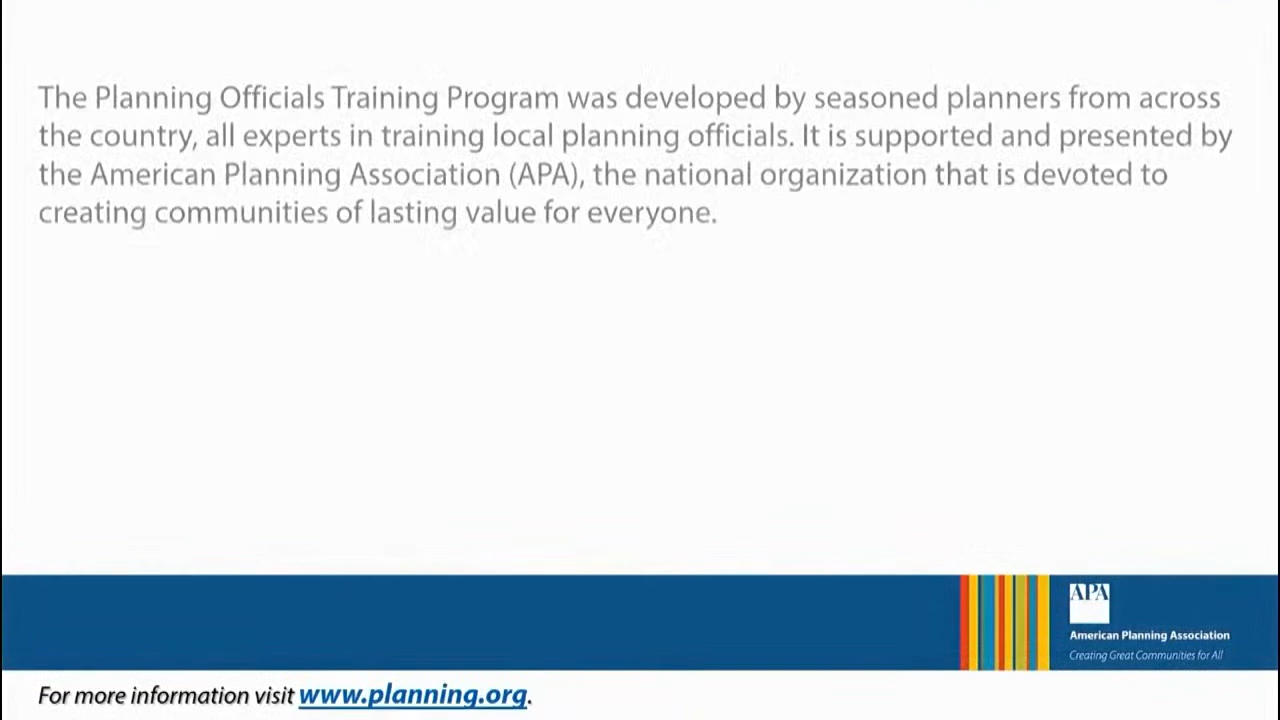 The Planning Officials Training Program was developed by seasoned planners from across
the country, all experts in training local planning officials. It is supported and presented by
the American Planning Association (APA), the national organization that is devoted to
creating communities of lasting value for everyone.
APA
American Planning Association
Creating Great Communities for All
For more information visit www.planning.org.